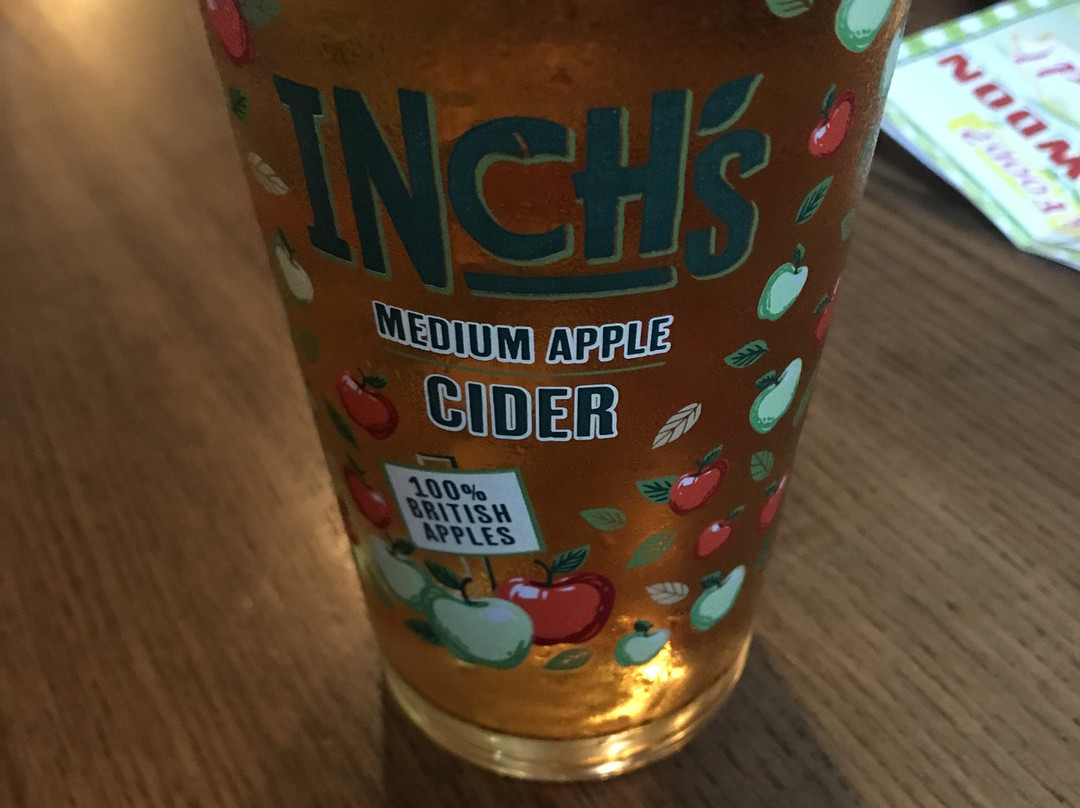 INCH'S
MEDIUM APPLE
CIDER
100%
BRITISH
APPLES